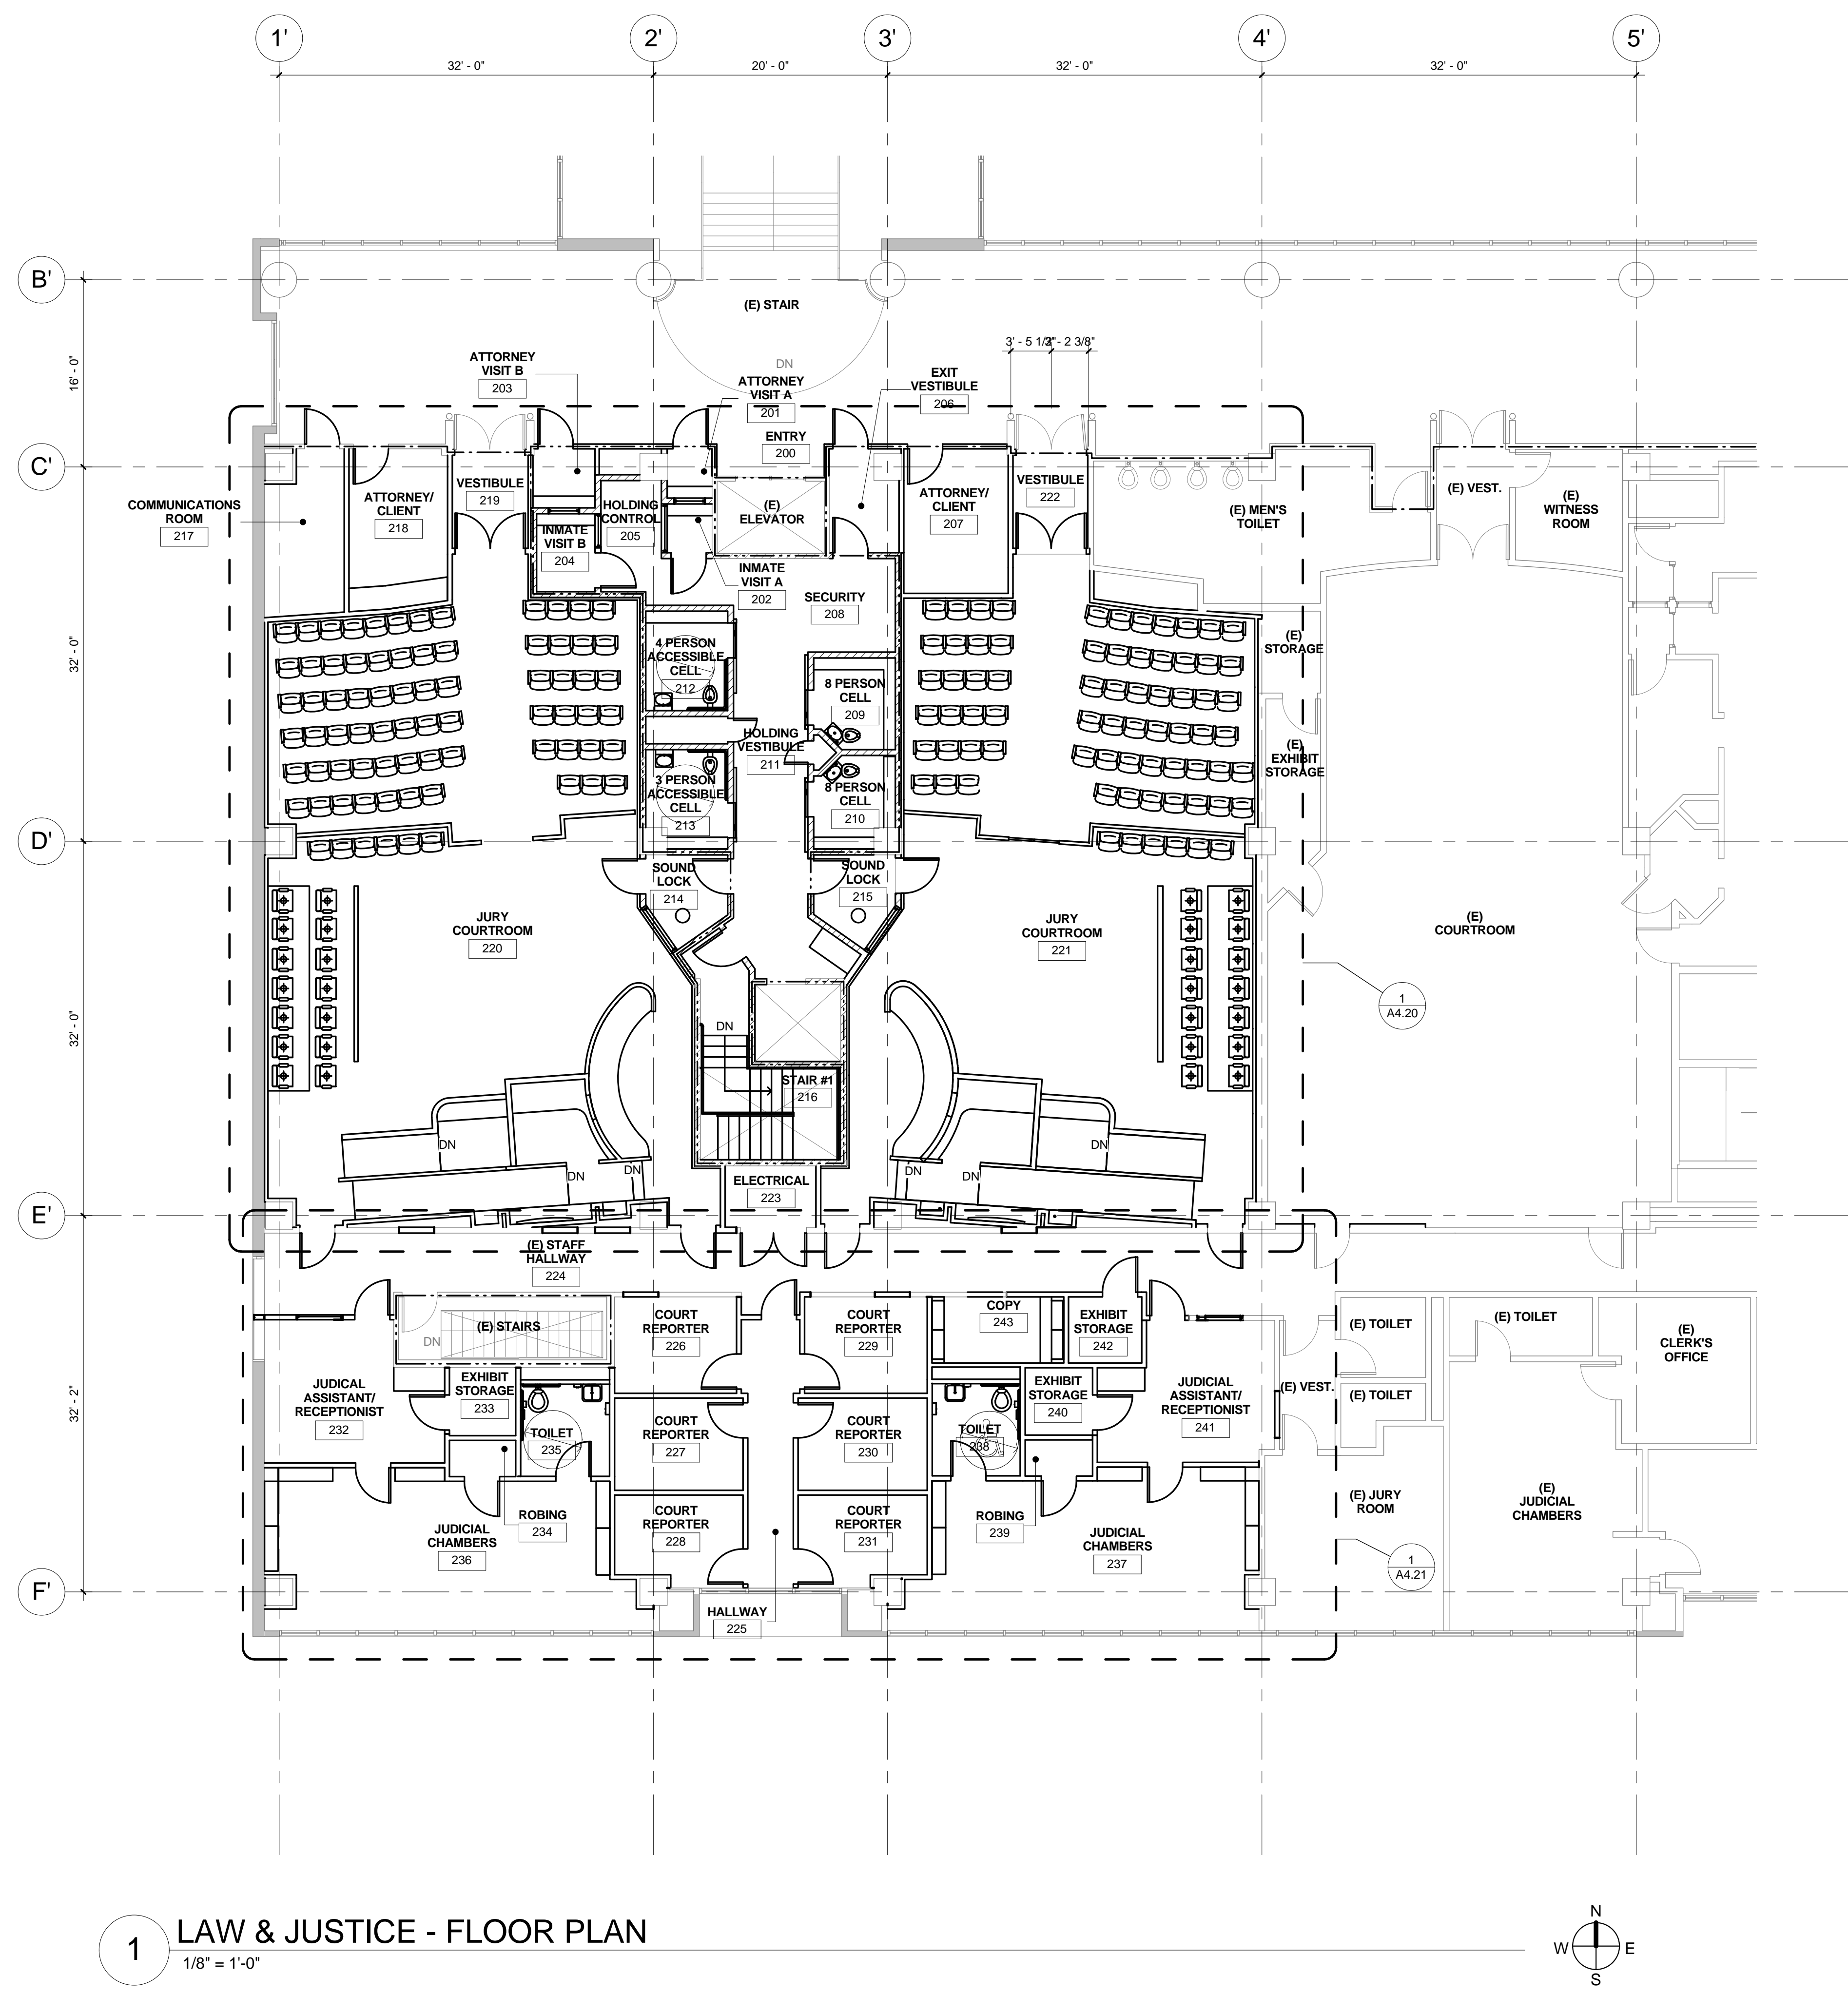 1'
2'
3'
4'
5'
32' - 0"
20' - 0"
32' - 0"
32' - 0"
B'
C'
D'
E'
F'
16' - 0"
32' - 0"
32' - 0"
32' - 2"
(E) STAIR
DN
3' - 5 1/2"
3' - 2 3/8"
ATTORNEY
VISIT B
203
ATTORNEY
VISIT A
201
EXIT
VESTIBULE
206
ENTRY
200
COMMUNICATIONS
ROOM
217
ATTORNEY/
CLIENT
218
VESTIBULE
219
HOLDING
CONTROL
205
INMATE
VISIT B
204
(E)
ELEVATOR
INMATE
VISIT A
202
SECURITY
208
ATTORNEY/
CLIENT
207
VESTIBULE
222
(E) MEN'S
TOILET
(E) VEST.
(E)
WITNESS
ROOM
4 PERSON
ACCESSIBLE
CELL
212
8 PERSON
CELL
209
HOLDING
VESTIBULE
211
3 PERSON
ACCESSIBLE
CELL
213
8 PERSON
CELL
210
(E)
STORAGE
(E)
EXHIBIT
STORAGE
SOUND
LOCK
214
SOUND
LOCK
215
JURY
COURTROOM
220
JURY
COURTROOM
221
(E)
COURTROOM
1
A4.20
DN
STAIR #1
216
DN
DN
DN
DN
DN
DN
ELECTRICAL
223
(E) STAFF
HALLWAY
224
(E) STAIRS
DN
COURT
REPORTER
226
COURT
REPORTER
229
COPY
243
EXHIBIT
STORAGE
242
(E) TOILET
(E) TOILET
(E)
CLERK'S
OFFICE
JUDICAL
ASSISTANT/
RECEPTIONIST
232
EXHIBIT
STORAGE
233
TOILET
235
COURT
REPORTER
227
COURT
REPORTER
230
TOILET
238
EXHIBIT
STORAGE
240
JUDICIAL
ASSISTANT/
RECEPTIONIST
241
(E) VEST.
(E) TOILET
JUDICIAL
CHAMBERS
236
ROBING
234
COURT
REPORTER
228
COURT
REPORTER
231
ROBING
239
JUDICIAL
CHAMBERS
237
(E) JURY
ROOM
(E)
JUDICIAL
CHAMBERS
1
A4.21
HALLWAY
225
1
LAW & JUSTICE - FLOOR PLAN
1/8" = 1'-0"
N
W
E
S